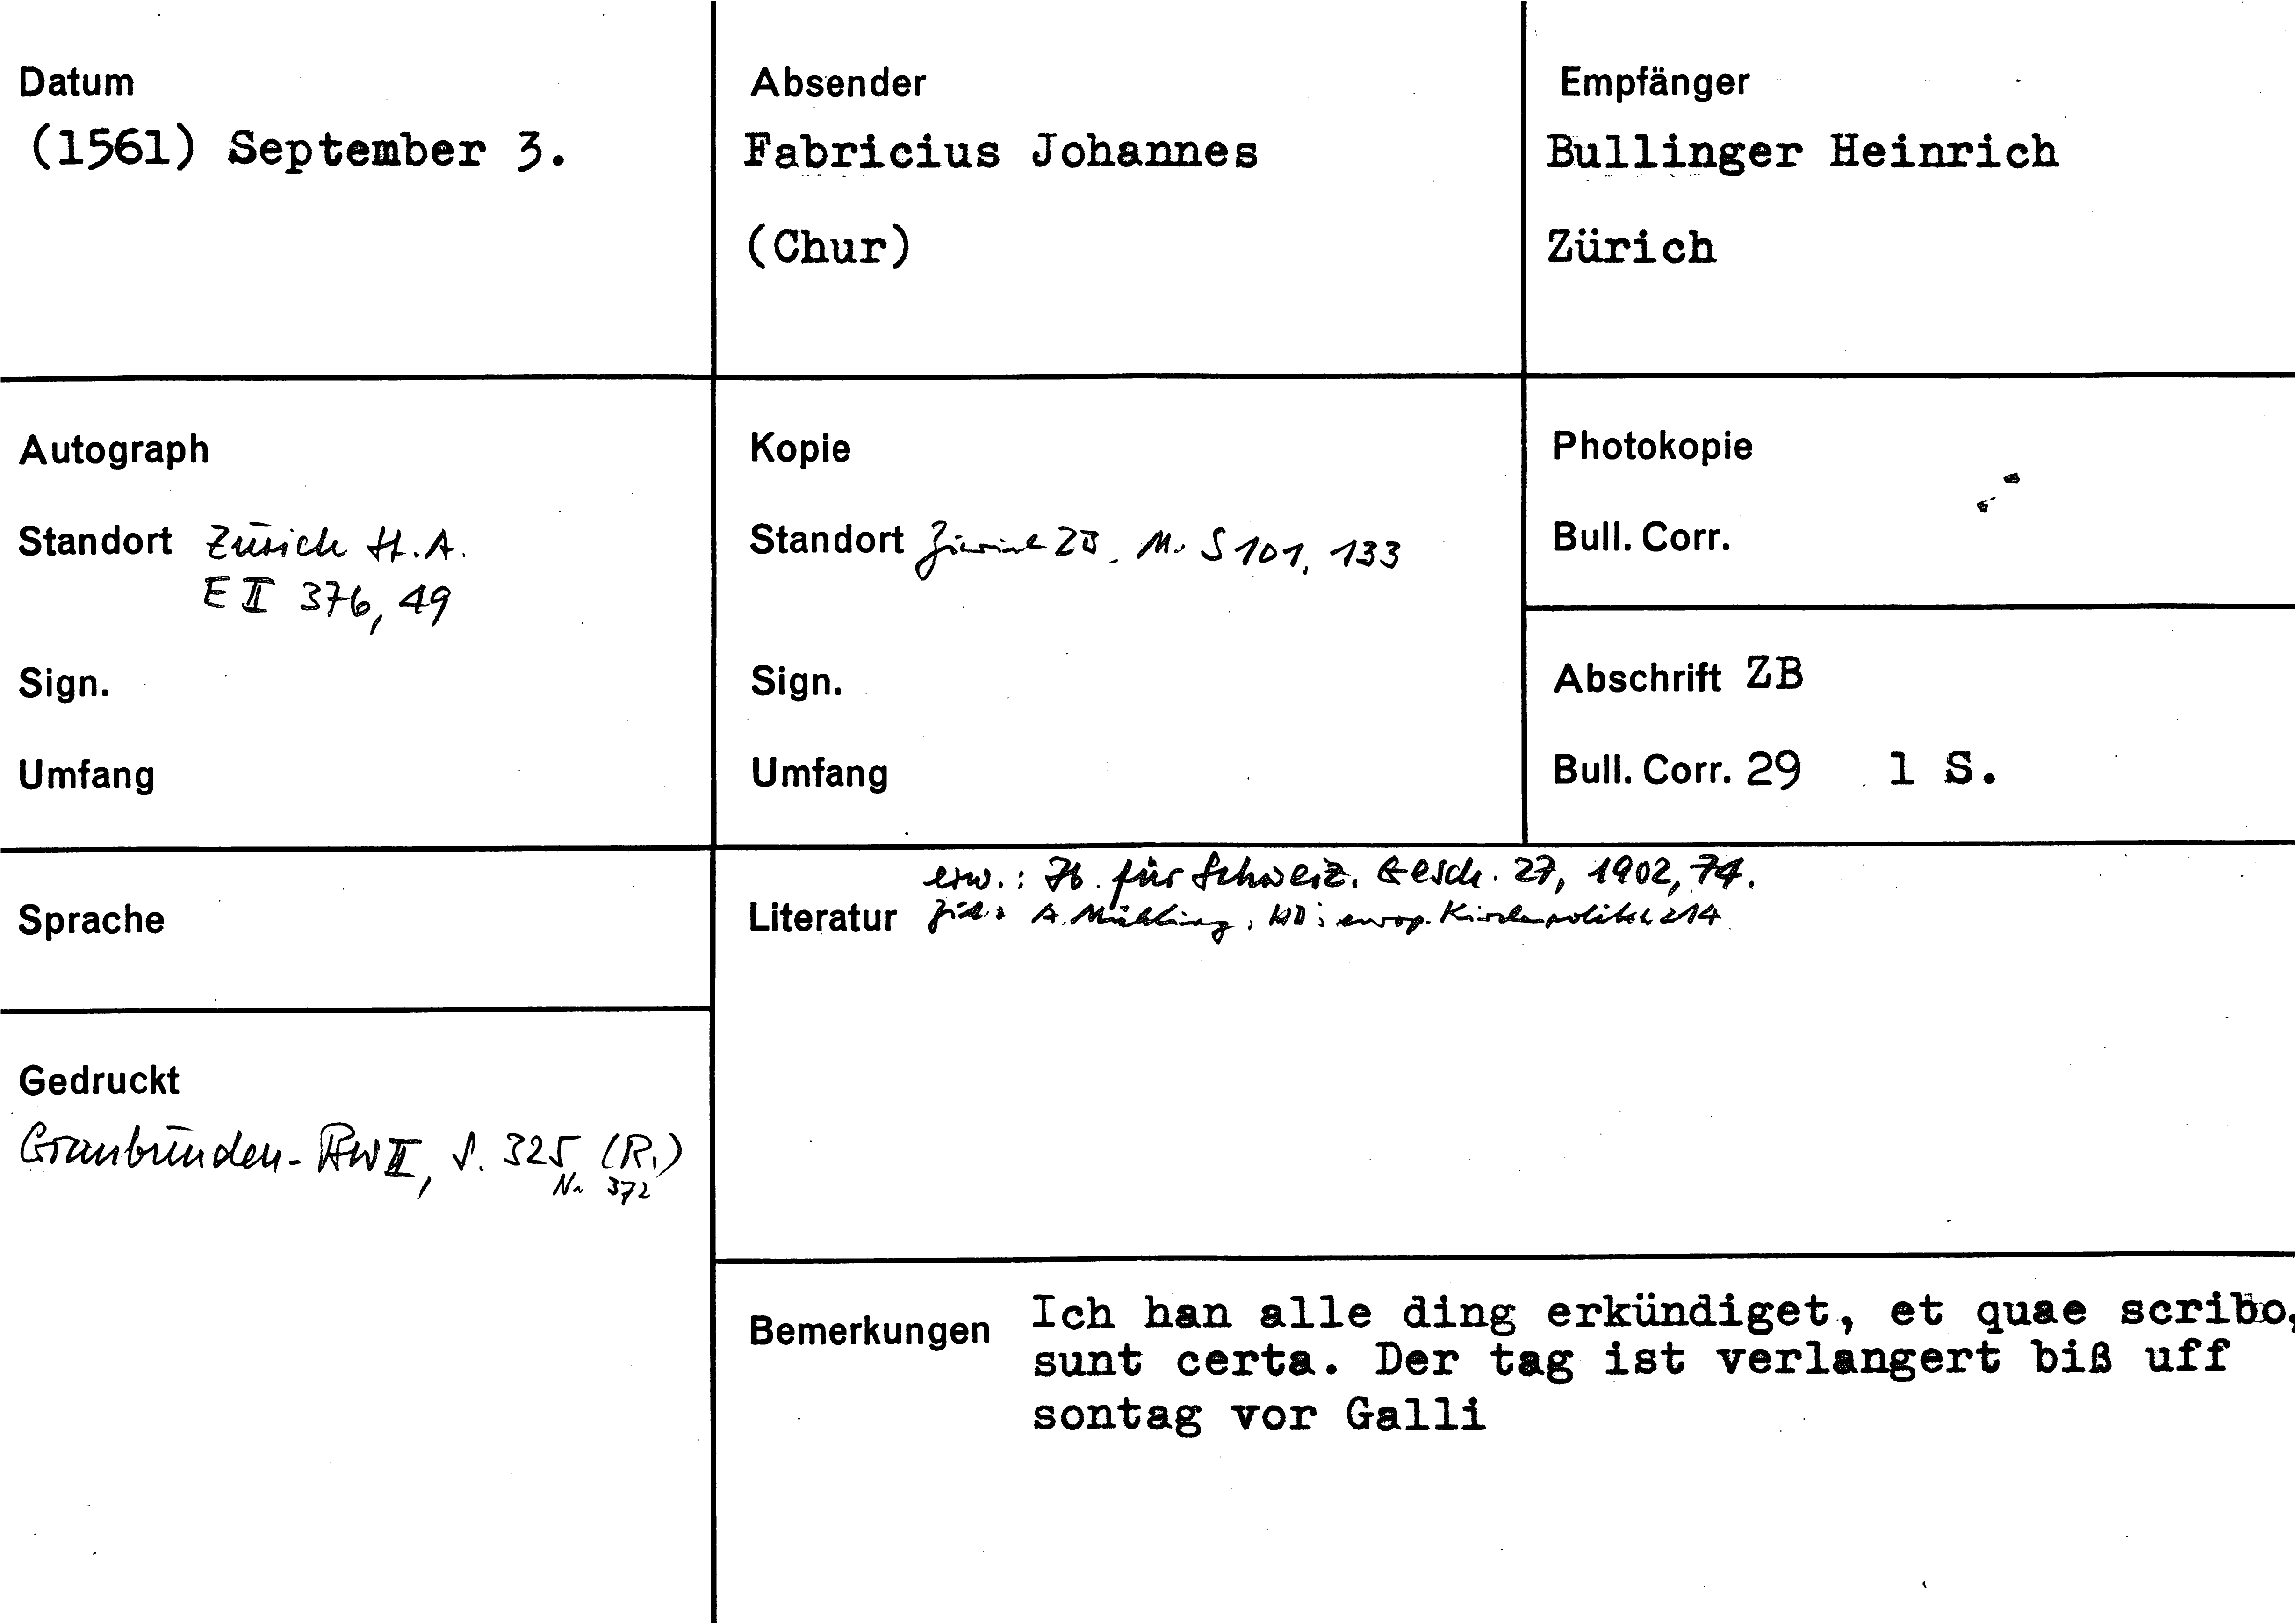 Datum
(1561) September 3.
Absender
Fabricius Johannes
(Chur)
Empfänger
Bullinger Heinrich
Zürich
Autograph
Standort Zürich St.A.
E II 376, 49
Sign.
Umfang
Kopie
Standort Zürich ZB. Ms S 101, 133
Sign.
Umfang
Photokopie
Bull. Corr.
Abschrift ZB
Bull. Corr. 29 1 S.
Sprache
Gedruckt
Graubünden-BW II, S. 325 (R.)
Nr 372
erw.: Jb. für Schweiz. Gesch. 27, 1902, 74.
Literatur zit. A. Mühling, europ. Kirchenpolitik 214
Bemerkungen Ich han alle ding erkündiget, et quae scribo,
sunt certa. Der tag ist verlangert biß uff
sontag vor Galli